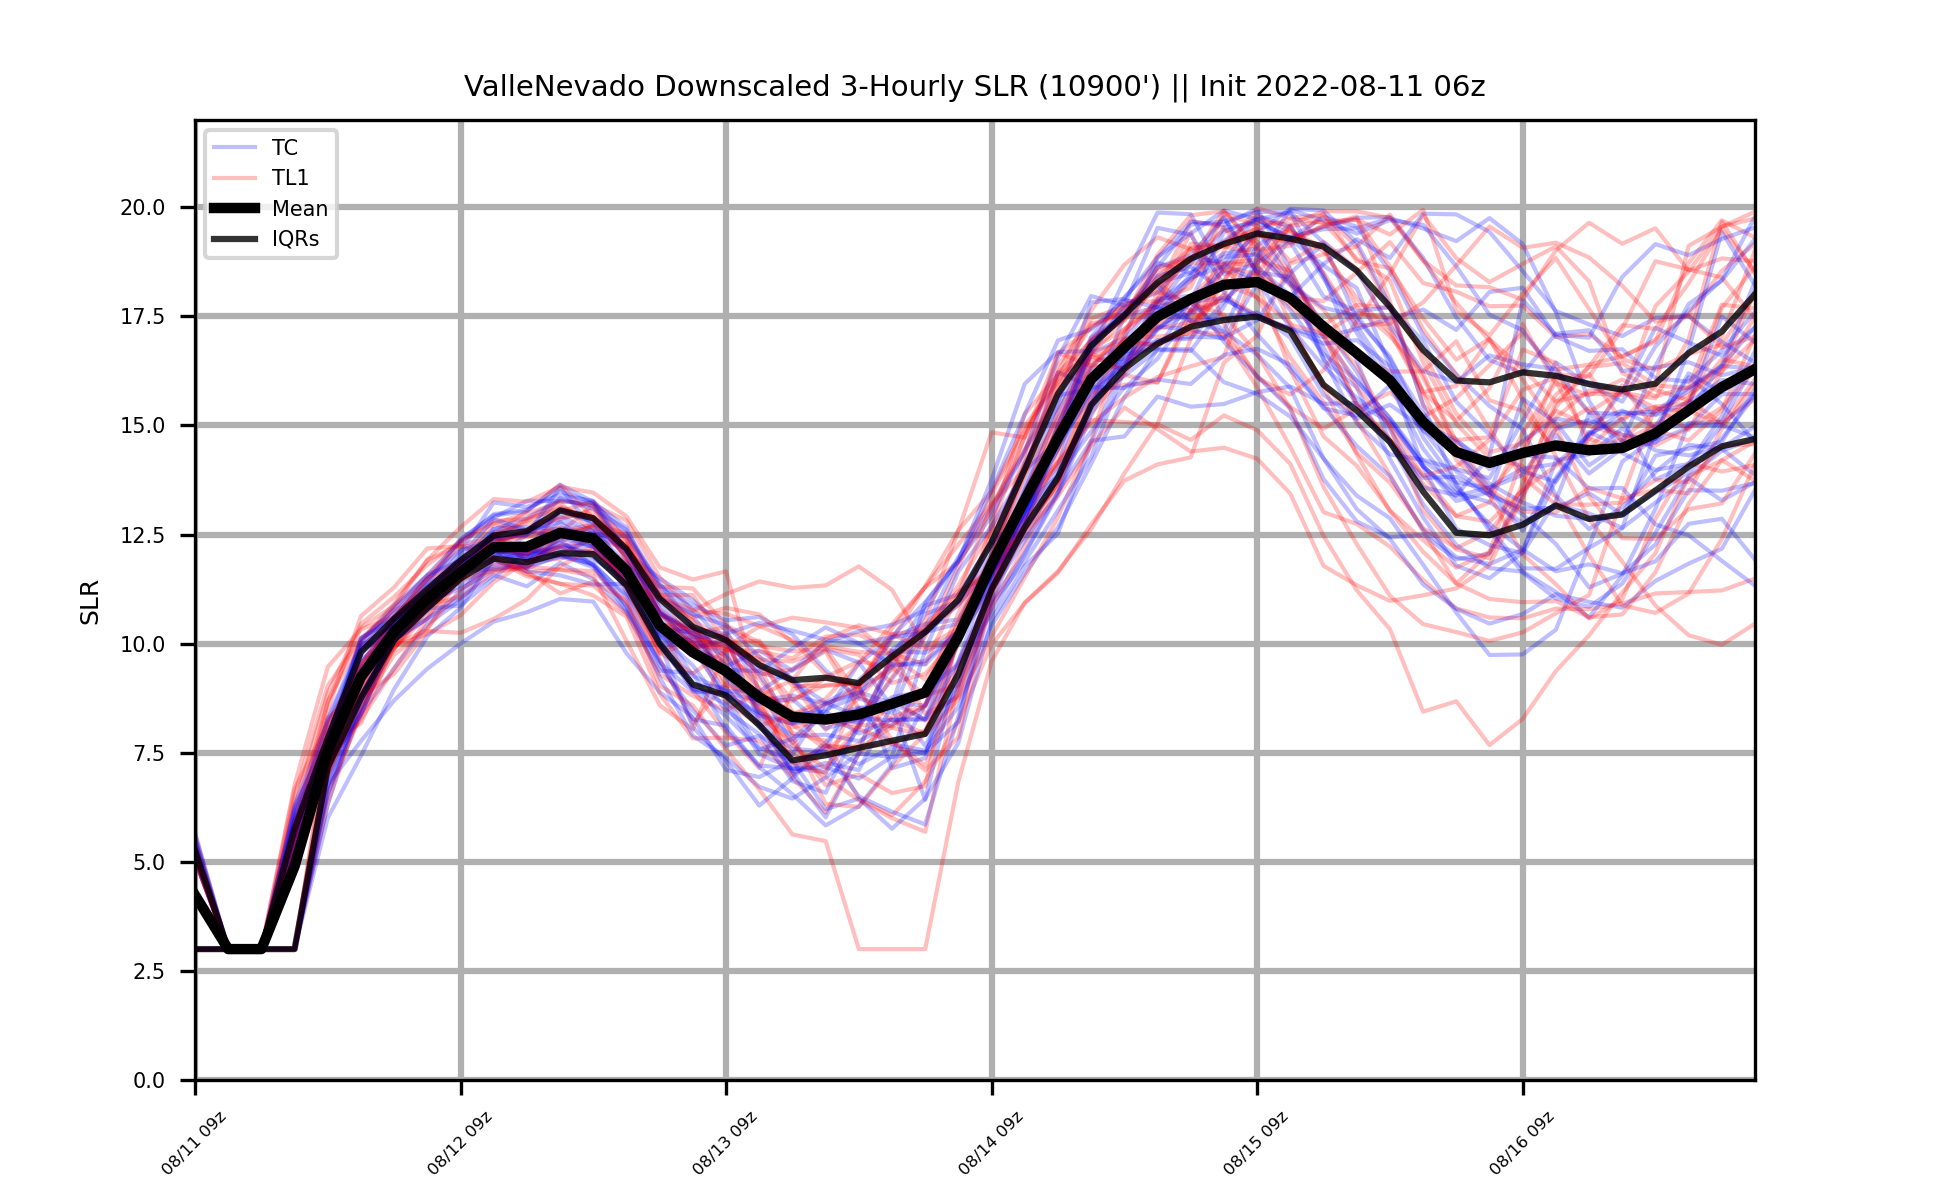 ValleNevado Downscaled 3-Hourly SLR (10900') || Init 2022-08-11 06z
TC
TL1
Mean
IQRs
SLR
20.0
17.5
15.0
12.5
10.0
7.5
5.0
2.5
0.0
08/11 09z
08/12 09z
08/13 09z
08/14 09z
08/15 09z
08/16 09z